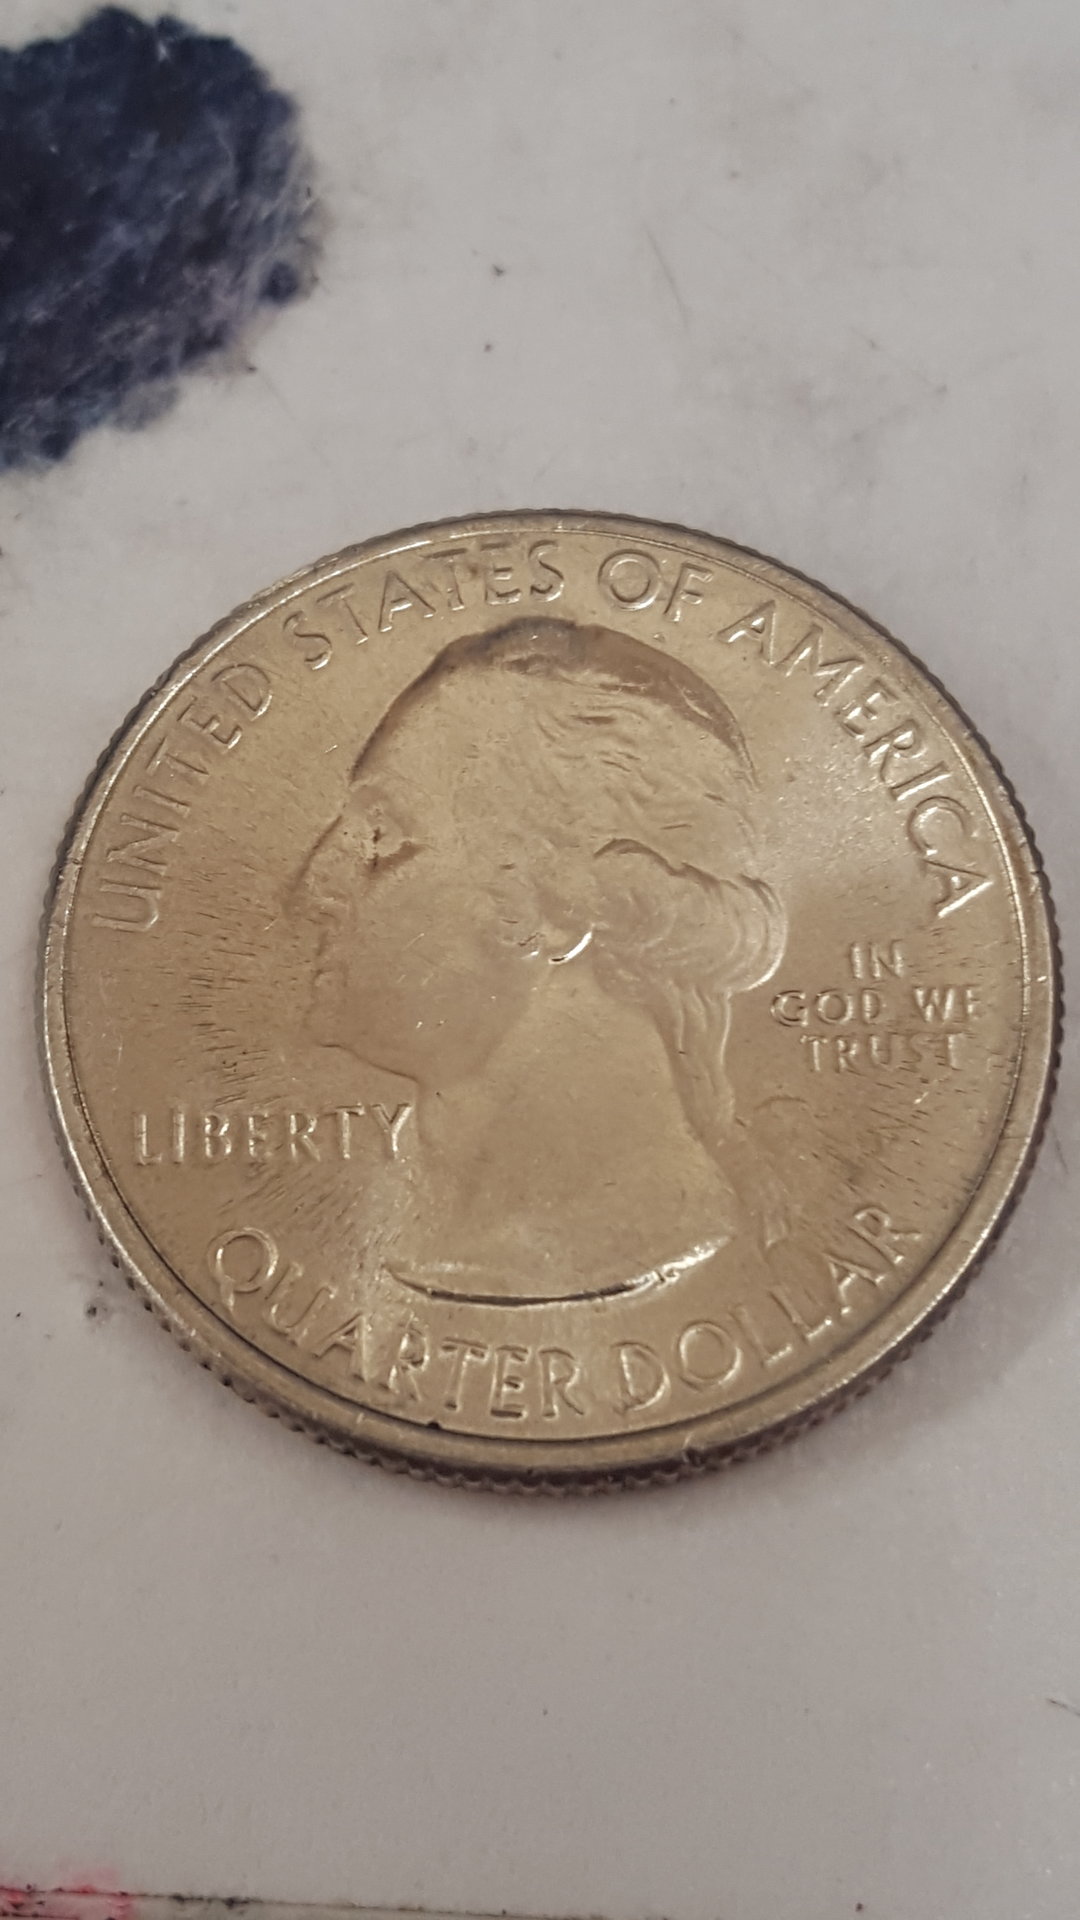 UNITED STATES OF AMERICA
IN
GOD WE
TRUST
LIBERTY
QUARTER DOLLAR